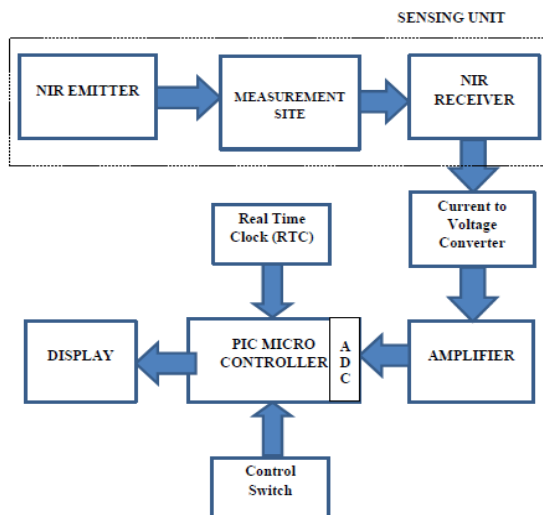 SENSING UNIT
NIR EMITTER
MEASUREMENT
SITE
NIR
RECEIVER
Real Time
Clock (RTC)
Current to
Voltage
Converter
DISPLAY
PIC MICRO
CONTROLLER
A
D
C
AMPLIFIER
Control
Switch